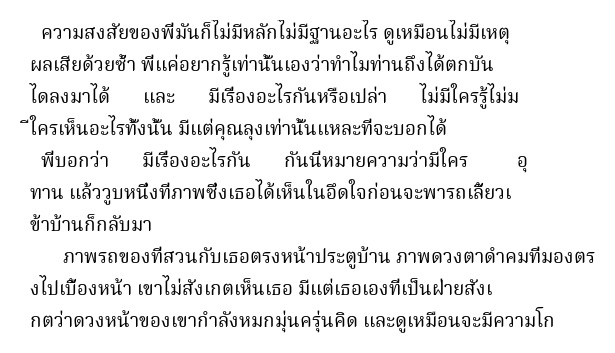 ความสงสัยของพี่มันก็ไม่มีหลักไม่มีฐานอะไร ดูเหมือนไม่มีเหตุ
ผลเสียด้วยซ้ำ พี่แค่อยากรู้เท่านั้นเองว่าทำไมท่านถึงได้ตกบัน
ไดลงมาได้ และ มีเรื่องอะไรกันหรือเปล่า ไม่มีใครรู้ไม่ม
ีใครเห็นอะไรทั้งนั้น มีแต่คุณลุงเท่านั้นแหละที่จะบอกได้
พี่บอกว่า มีเรื่องอะไรกัน กันนี่หมายความว่ามีใคร อุ
ทาน แล้ววูบหนึ่งที่ภาพซึ่งเธอได้เห็นในอึดใจก่อนจะพารถเลี้ยวเ
ข้าบ้านก็กลับมา
ภาพรถของที่สวนกับเธอตรงหน้าประตูบ้าน ภาพดวงตาดำคมที่มองตร
งไปเบื้องหน้า เขาไม่สังเกตเห็นเธอ มีแต่เธอเองที่เป็นฝ่ายสังเ
กตว่าดวงหน้าของเขากำลังหมกมุ่นครุ่นคิด และดูเหมือนจะมีความโก